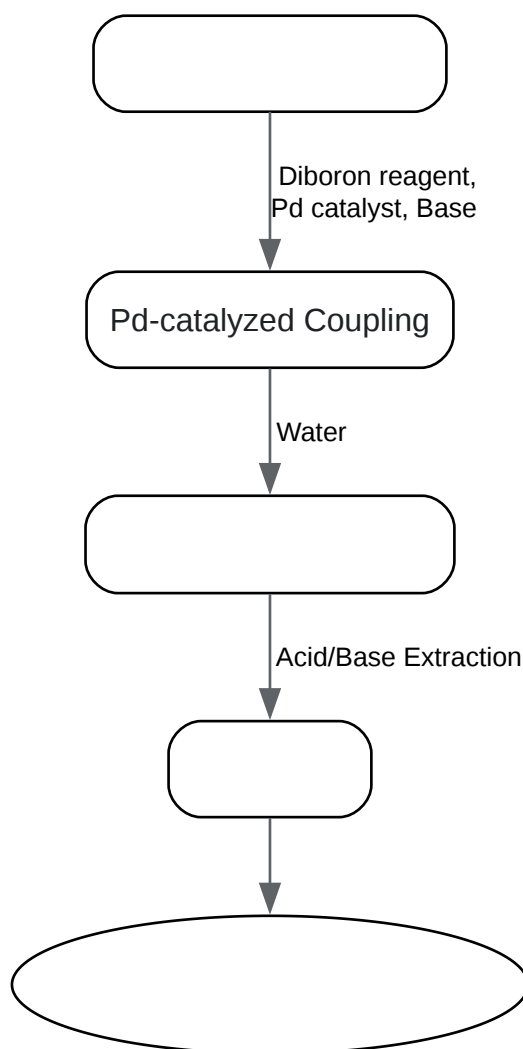 Diboron reagent,
Pd catalyst, Base
Pd-catalyzed Coupling
Water
Acid/Base Extraction